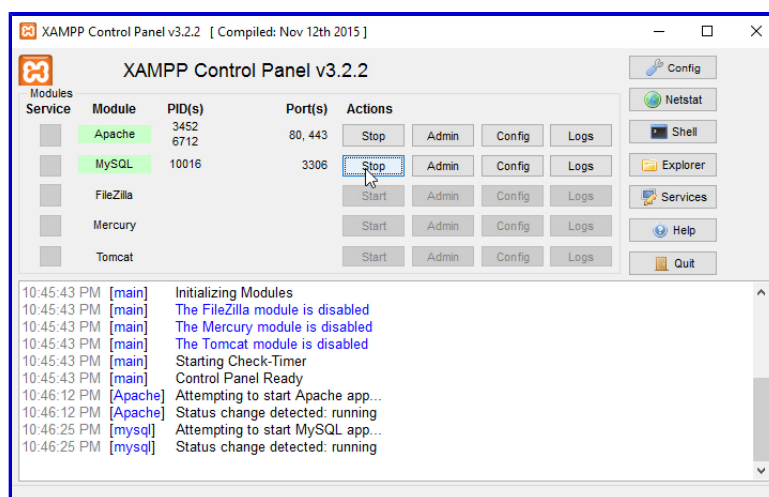 XAMPP Control Panel v3.2.2 [ Compiled: Nov 12th 2015 ]
XAMPP Control Panel v3.2.2
Config
Modules
Service Module PID(s) Port(s) Actions
Netstat
Apache 3452 6712 80, 443 Stop Admin Config Logs
Shell
MySQL 10016 3306 Stop Admin Config Logs
Explorer
FileZilla Start Admin Config Logs
Services
Mercury Start Admin Config Logs
Help
Tomcat Start Admin Config Logs
Quit
10:45:43 PM [main] Initializing Modules
10:45:43 PM [main] The FileZilla module is disabled
10:45:43 PM [main] The Mercury module is disabled
10:45:43 PM [main] The Tomcat module is disabled
10:45:43 PM [main] Starting Check-Timer
10:45:43 PM [main] Control Panel Ready
10:46:12 PM [Apache] Attempting to start Apache app...
10:46:12 PM [Apache] Status change detected: running
10:46:25 PM [mysql] Attempting to start MySQL app...
10:46:25 PM [mysql] Status change detected: running